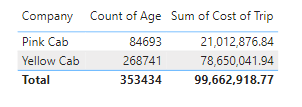 Company Count of Age Sum of Cost of Trip
Pink Cab 84693 21,012,876.84
Yellow Cab 268741 78,650,041.94
Total 353434 99,662,918.77